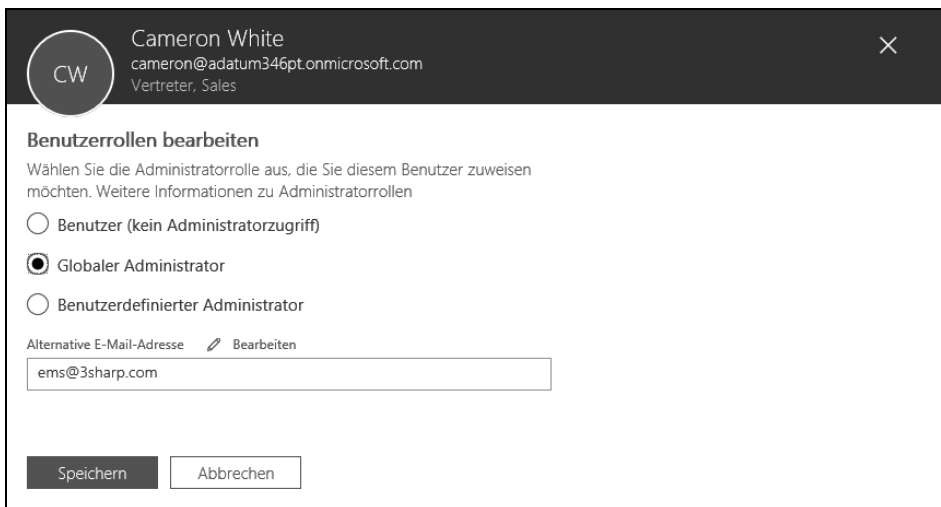 CW
Cameron White
cameron@adatum346pt.onmicrosoft.com
Vertreter, Sales
Benutzerrollen bearbeiten
Wählen Sie die Administratorrolle aus, die Sie diesem Benutzer zuweisen
möchten. Weitere Informationen zu Administratorrollen
Benutzer (kein Administratorzugriff)
Globaler Administrator
Benutzerdefinierter Administrator
Alternative E-Mail-Adresse Bearbeiten
ems@3sharp.com
Speichern Abbrechen